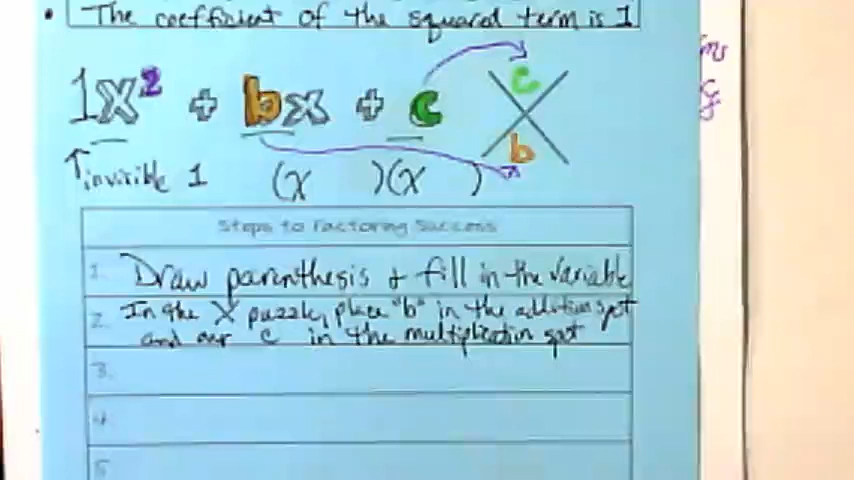 • The coefficient of the squared term is 1
1x² + bx + c
c
b
invisible 1 (x )(x )
Steps to Factoring Success
1. Draw parenthesis & fill in the variable
2. In the X puzzle, place "b" in the addition spot
and our c in the multiplication spot
3.
4.
5